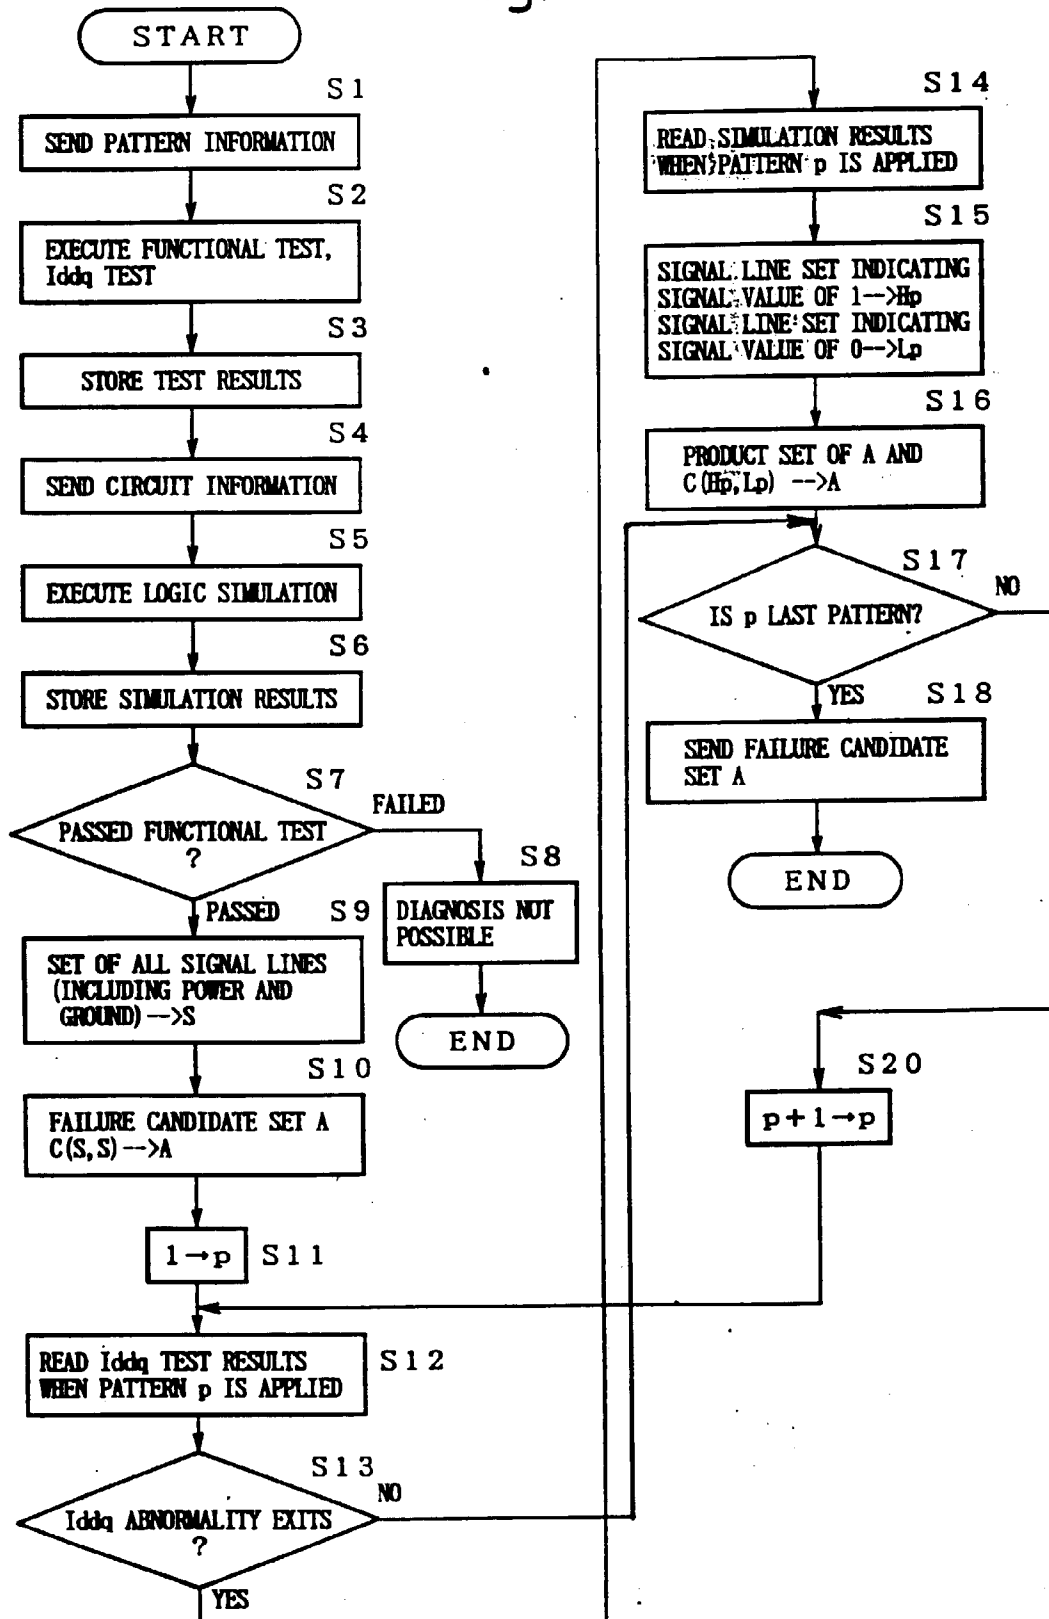 START
S1
SEND PATTERN INFORMATION
S2
EXECUTE FUNCTIONAL TEST,
Iddq TEST
S3
STORE TEST RESULTS
S4
SEND CIRCUIT INFORMATION
S5
EXECUTE LOGIC SIMULATION
S6
STORE SIMULATION RESULTS
S7
PASSED FUNCTIONAL TEST
?
FAILED
S8
DIAGNOSIS NOT
POSSIBLE
END
PASSED
S9
SET OF ALL SIGNAL LINES
(INCLUDING POWER AND
GROUND)-->S
S10
FAILURE CANDIDATE SET A
C(S,S)-->A
1→p
S11
READ Iddq TEST RESULTS
WHEN PATTERN p IS APPLIED
S12
S13
Iddq ABNORMALITY EXITS
?
NO
YES
S14
READ SIMULATION RESULTS
WHEN PATTERN p IS APPLIED
S15
SIGNAL LINE SET INDICATING
SIGNAL VALUE OF 1-->Hp
SIGNAL LINE SET INDICATING
SIGNAL VALUE OF 0-->Lp
S16
PRODUCT SET OF A AND
C(Hp,Lp) -->A
S17
IS p LAST PATTERN?
NO
YES
S18
SEND FAILURE CANDIDATE
SET A
END
S20
p+1→p